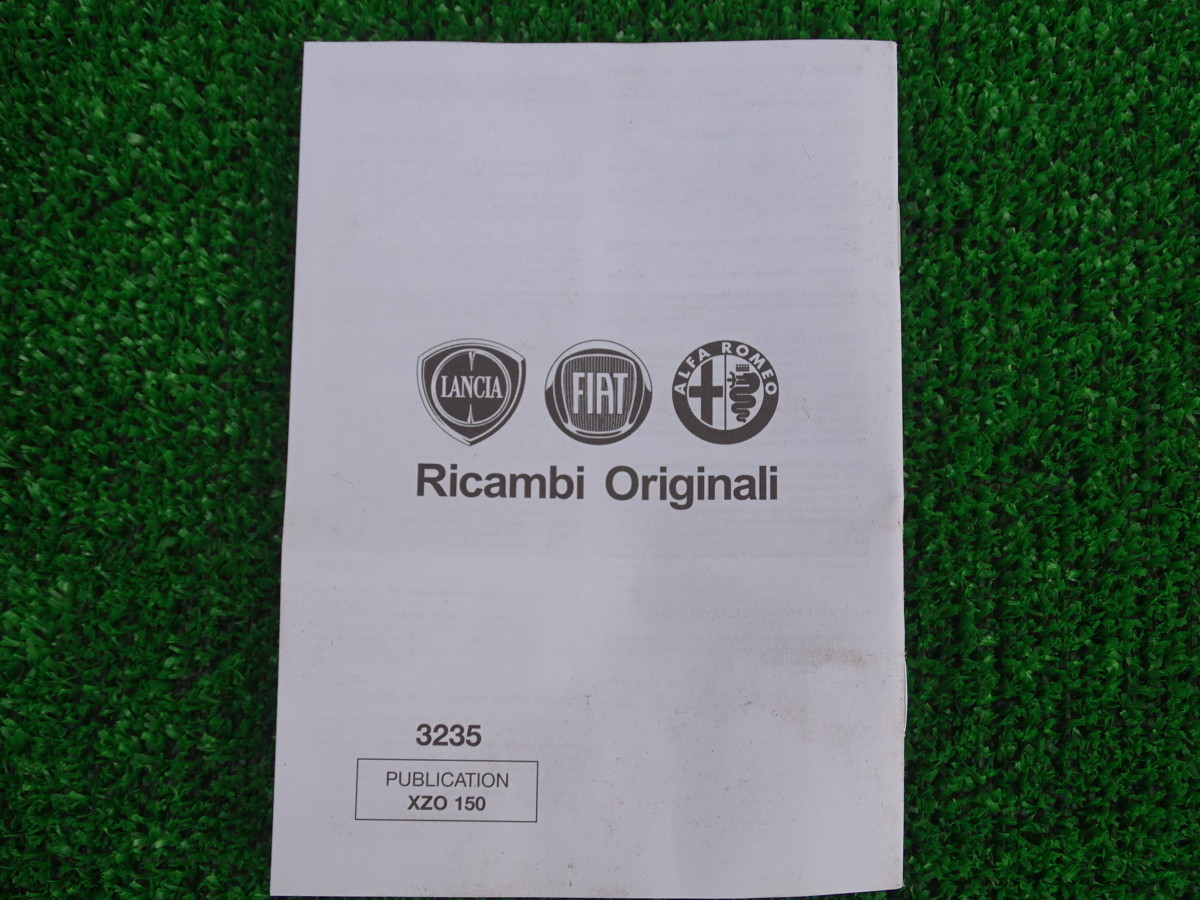 LANCIA
FIAT
ALFA ROMEO
Ricambi Originali
3235
PUBLICATION
XZO 150